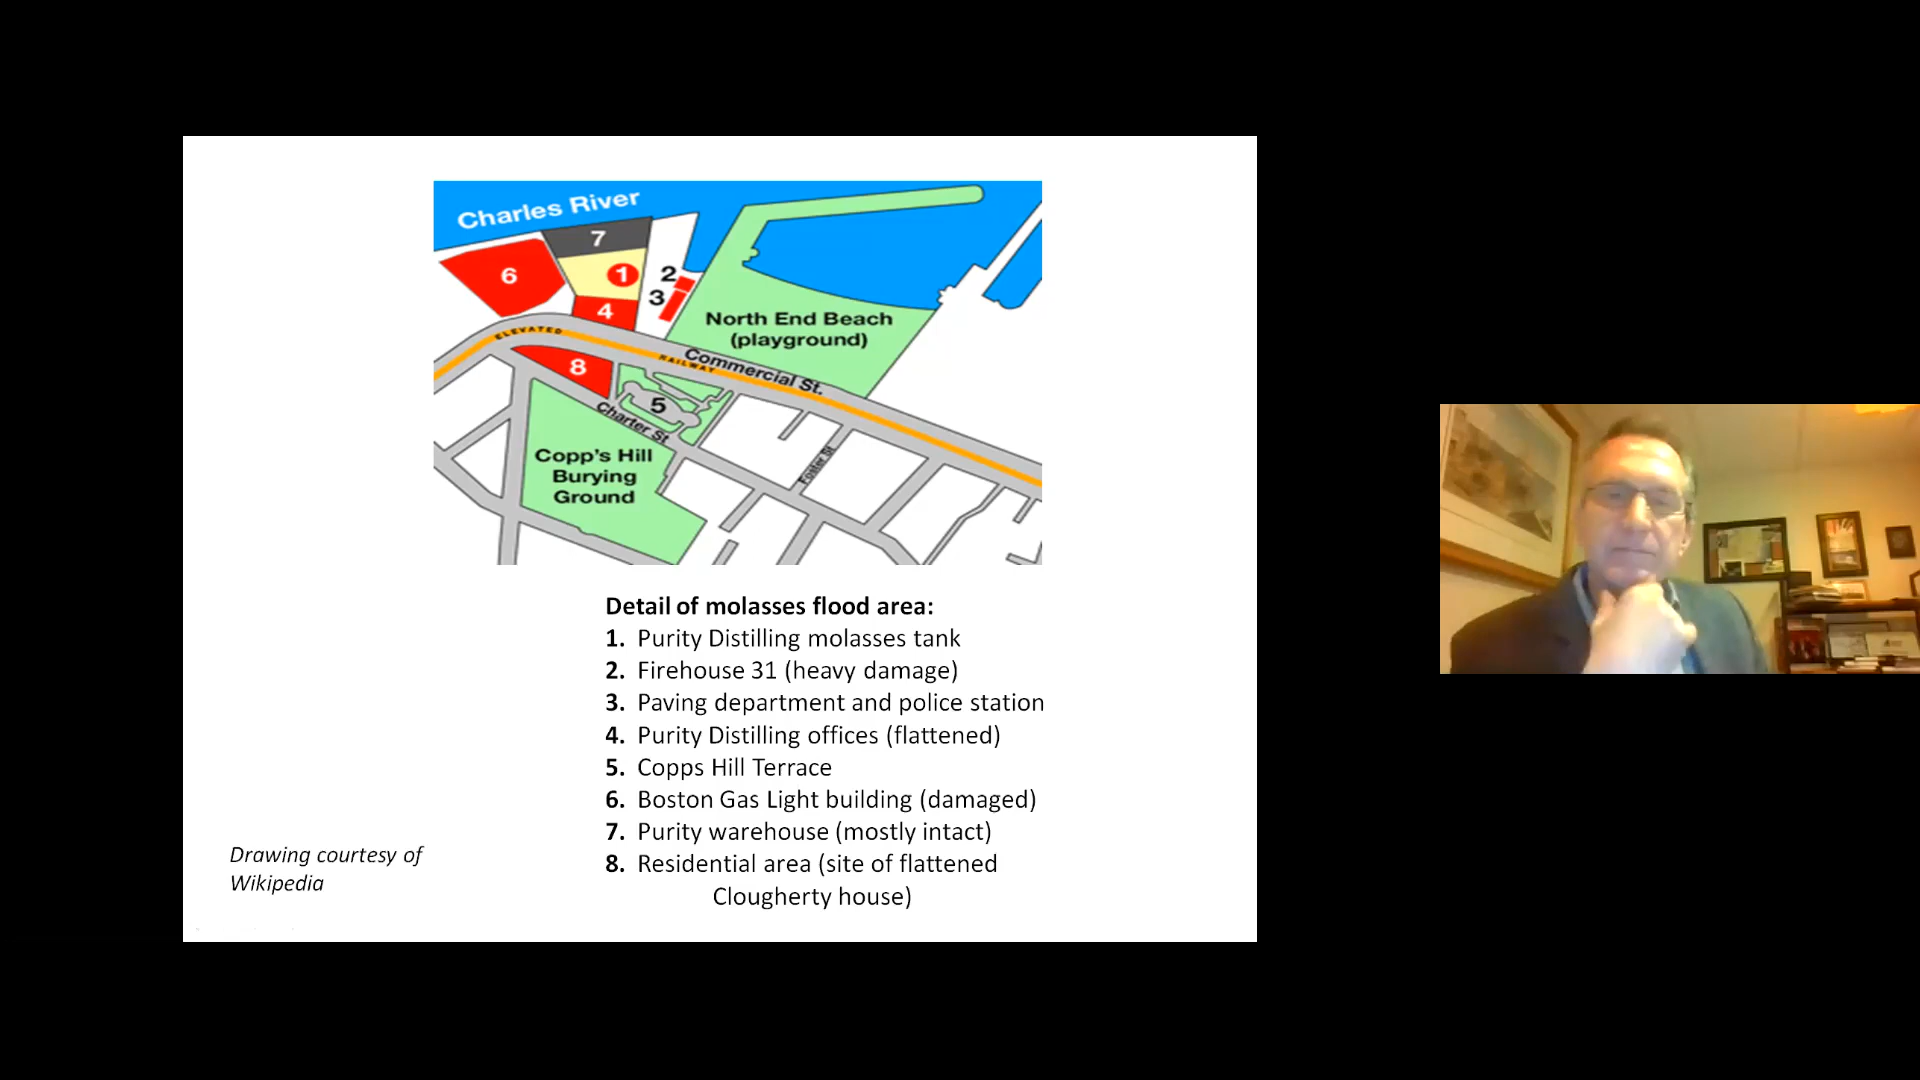 Charles River
7
6
1
2
3
4
North End Beach
(playground)
ELEVATED
RAILWAY
Commercial St.
8
5
Charter St
Foster St
Copp's Hill
Burying
Ground
Detail of molasses flood area:
1. Purity Distilling molasses tank
2. Firehouse 31 (heavy damage)
3. Paving department and police station
4. Purity Distilling offices (flattened)
5. Copps Hill Terrace
6. Boston Gas Light building (damaged)
7. Purity warehouse (mostly intact)
8. Residential area (site of flattened
Clougherty house)
Drawing courtesy of
Wikipedia